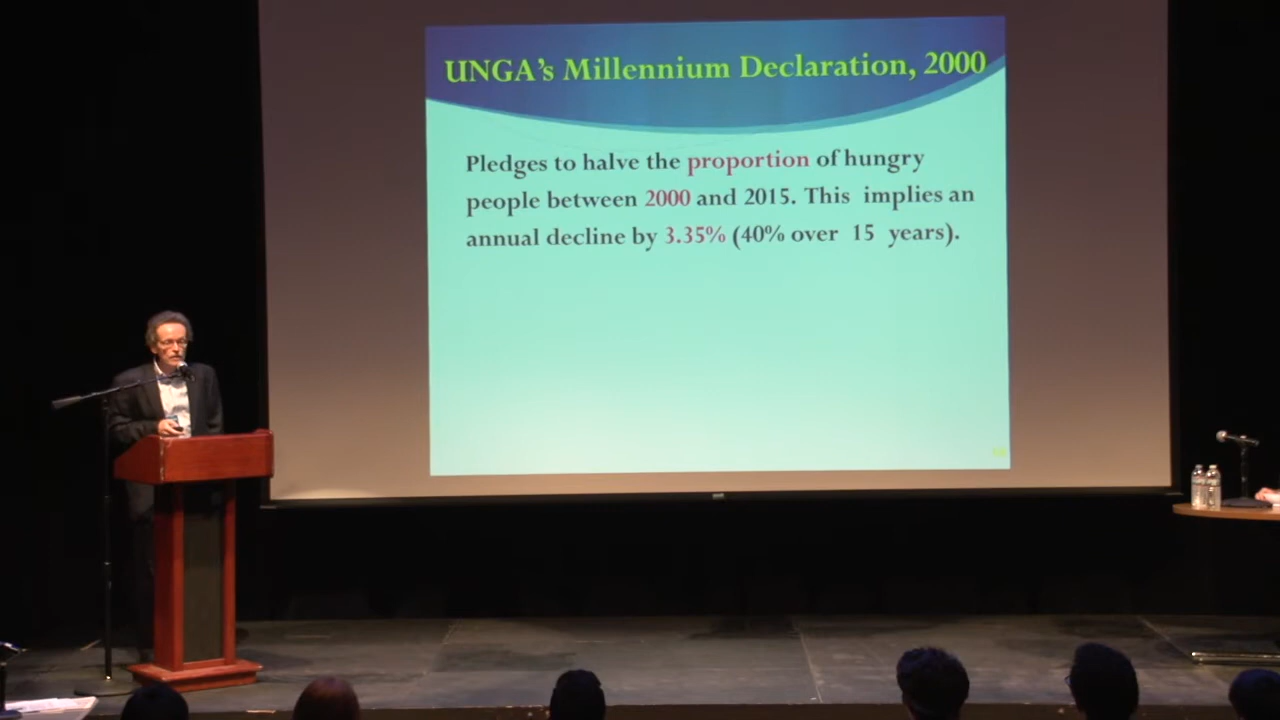 UNGA's Millennium Declaration, 2000
Pledges to halve the proportion of hungry
people between 2000 and 2015. This implies an
annual decline by 3.35% (40% over 15 years).